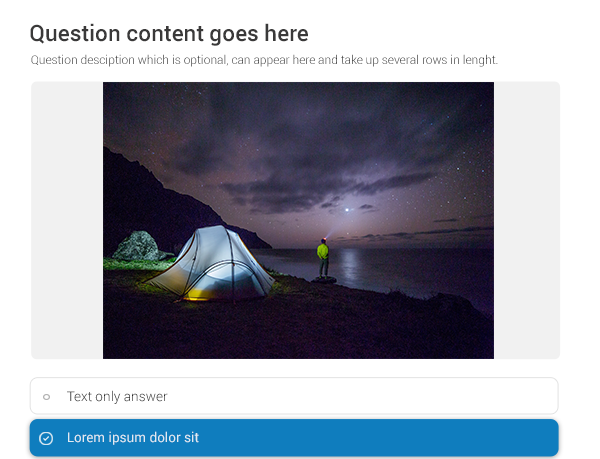 Question content goes here
Question desciption which is optional, can appear here and take up several rows in lenght.
Text only answer
Lorem ipsum dolor sit